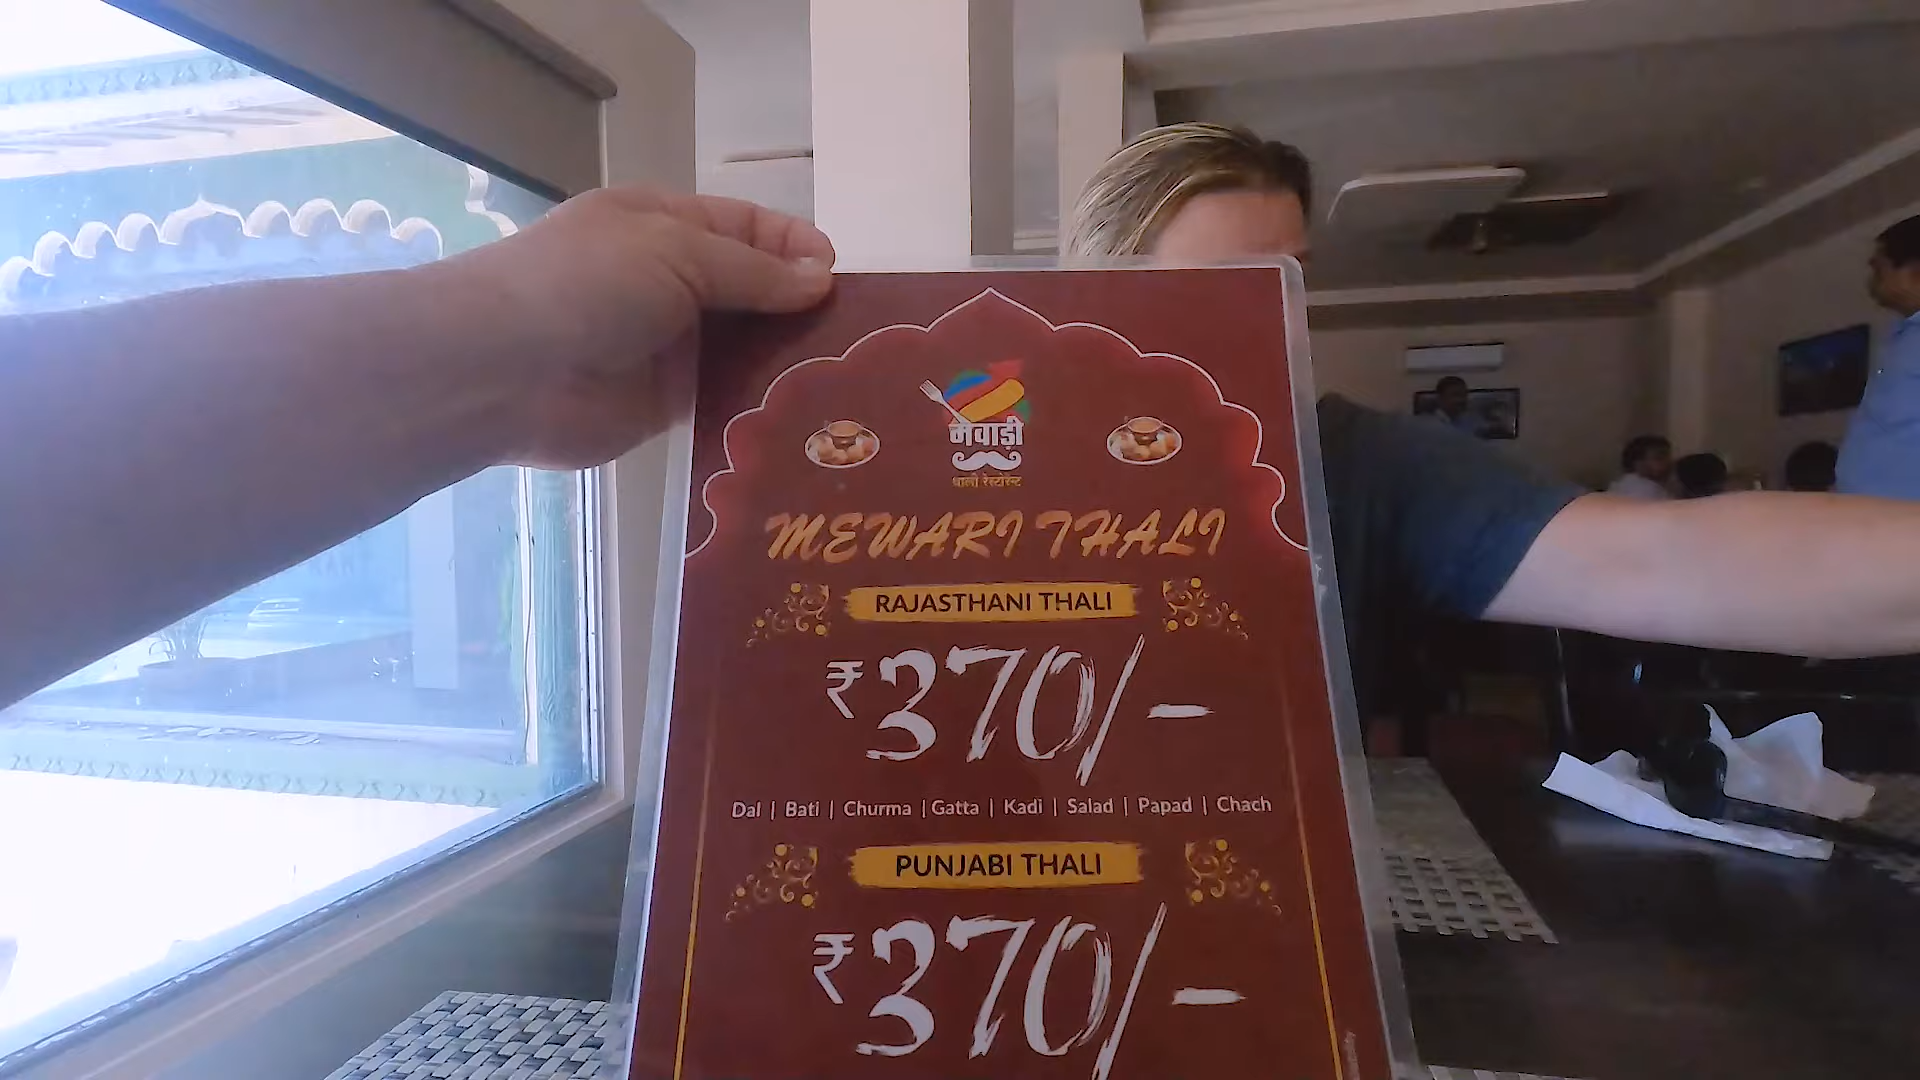 मेवाड़ी
थाली रेस्टोरेन्ट
MEWARI THALI
RAJASTHANI THALI
₹370/-
Dal | Bati | Churma | Gatta | Kadi | Salad | Papad | Chach
PUNJABI THALI
₹370/-